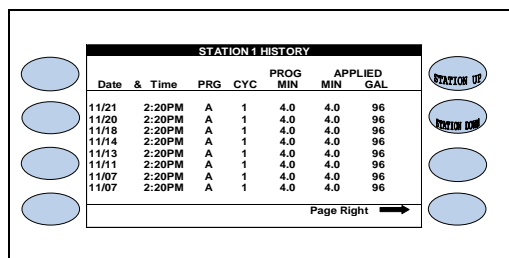 STATION 1 HISTORY
PROG APPLIED
Date & Time PRG CYC MIN MIN GAL
11/21 2:20PM A 1 4.0 4.0 96
11/20 2:20PM A 1 4.0 4.0 96
11/18 2:20PM A 1 4.0 4.0 96
11/14 2:20PM A 1 4.0 4.0 96
11/13 2:20PM A 1 4.0 4.0 96
11/11 2:20PM A 1 4.0 4.0 96
11/07 2:20PM A 1 4.0 4.0 96
11/07 2:20PM A 1 4.0 4.0 96
Page Right
STATION UP
STATION DOWN